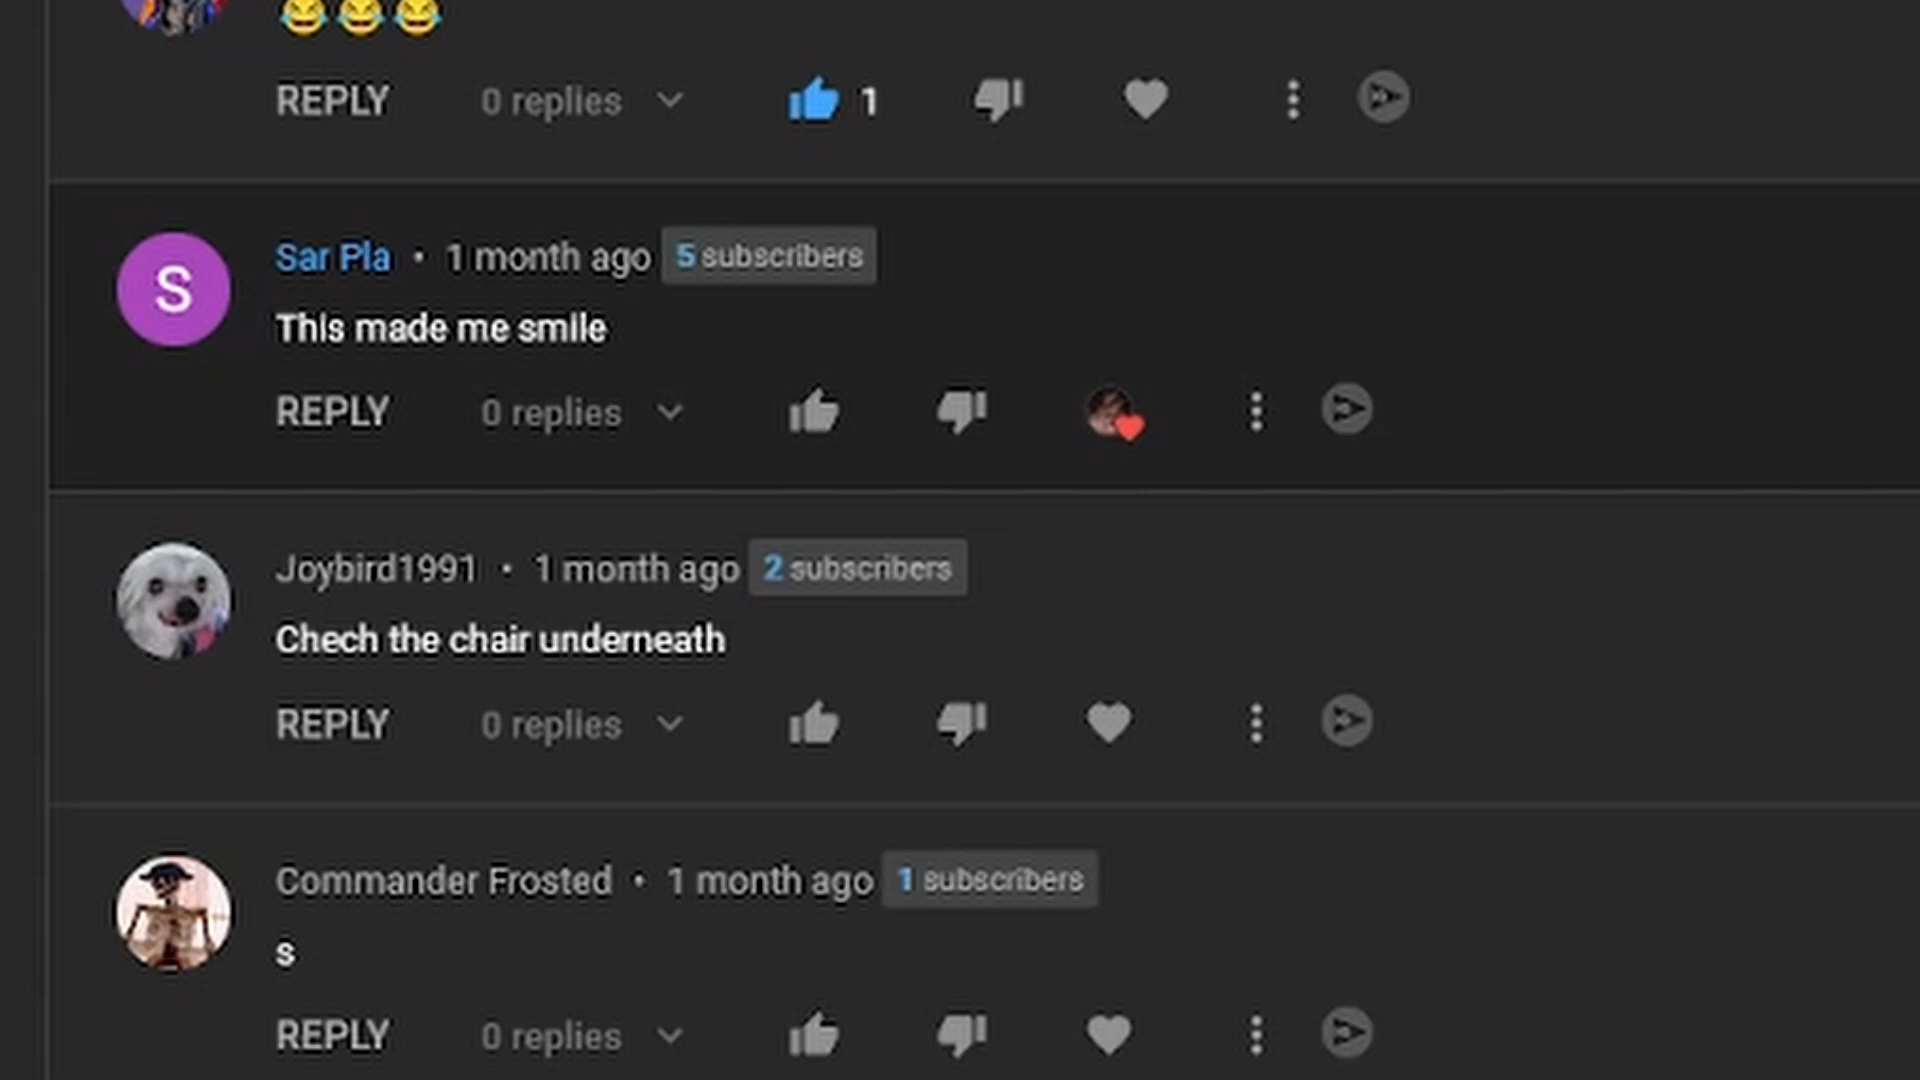 😂😂😂
REPLY 0 replies 1
S
Sar Pla • 1 month ago 5 subscribers
This made me smile
REPLY 0 replies
Joybird1991 • 1 month ago 2 subscribers
Chech the chair underneath
REPLY 0 replies
Commander Frosted • 1 month ago 1 subscribers
s
REPLY 0 replies